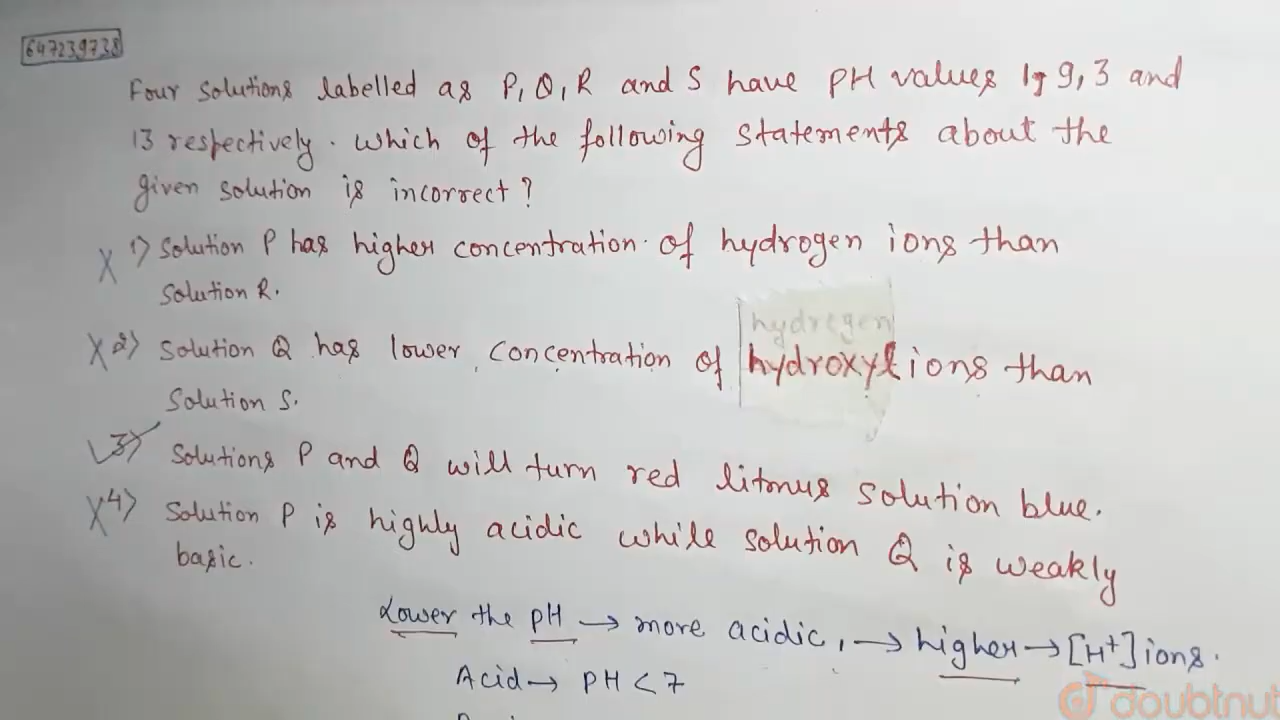 647239738
Four solutions labelled as P, Q, R and S have PH values 1, 9, 3 and
13 respectively. Which of the following statements about the
given solution is incorrect?
X 1) Solution P has higher concentration of hydrogen ions than
Solution R.
hydregen
X 2) Solution Q has lower concentration of hydroxyl ions than
Solution S.
3) Solutions P and Q will turn red litmus solution blue.
X 4) Solution P is highly acidic while solution Q is weakly
basic.
Lower the pH → more acidic, → higher → [H+] ions.
Acid → PH < 7
doubtnut